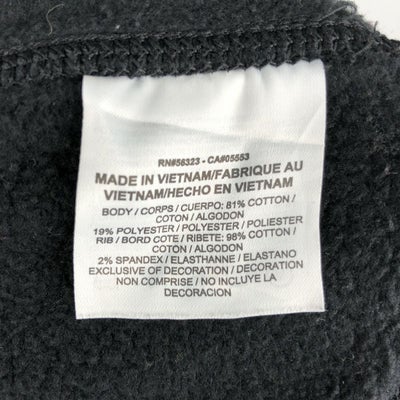 RN#56323 - CA#05553
MADE IN VIETNAM/FABRIQUE AU
VIETNAM/HECHO EN VIETNAM
BODY / CORPS / CUERPO: 81% COTTON /
COTON / ALGODON
19% POLYESTER / POLYESTER / POLIESTER
RIB / BORD COTE / RIBETE: 98% COTTON /
COTON / ALGODON
2% SPANDEX / ELASTHANNE / ELASTANO
EXCLUSIVE OF DECORATION / DECORATION
NON COMPRISE / NO INCLUYE LA
DECORACION